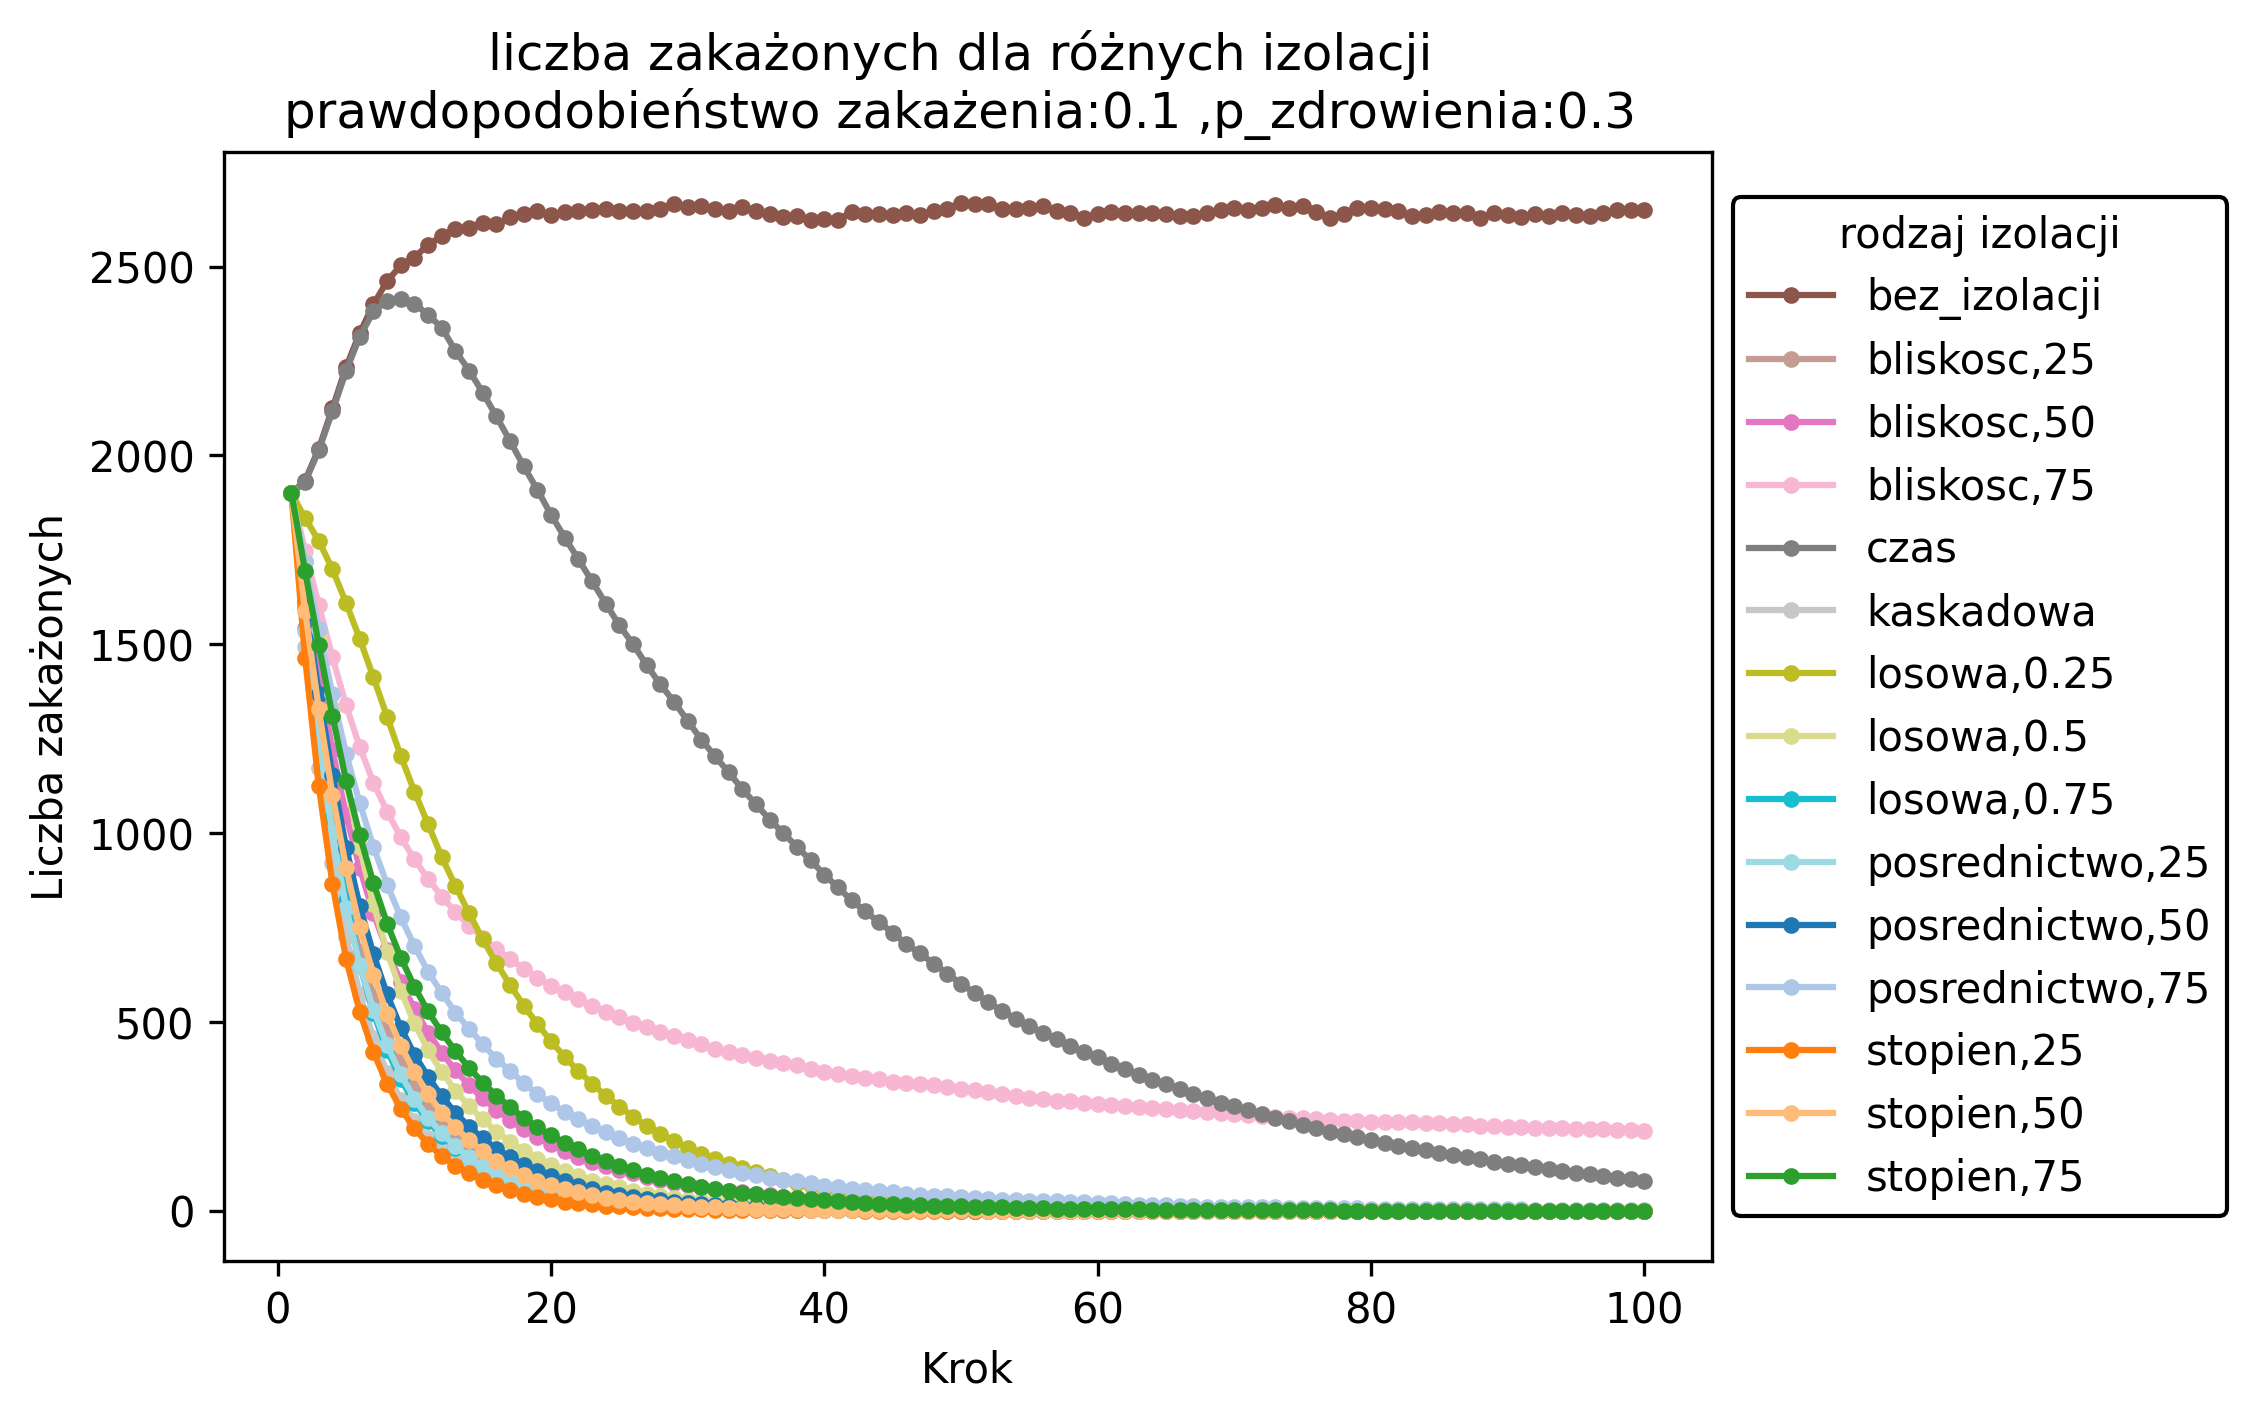 liczba zakażonych dla różnych izolacji
prawdopodobieństwo zakażenia:0.1 ,p_zdrowienia:0.3
Liczba zakażonych
2500
2000
1500
1000
500
0
0 20 40 60 80 100
Krok
rodzaj izolacji
bez_izolacji
bliskosc,25
bliskosc,50
bliskosc,75
czas
kaskadowa
losowa,0.25
losowa,0.5
losowa,0.75
posrednictwo,25
posrednictwo,50
posrednictwo,75
stopien,25
stopien,50
stopien,75